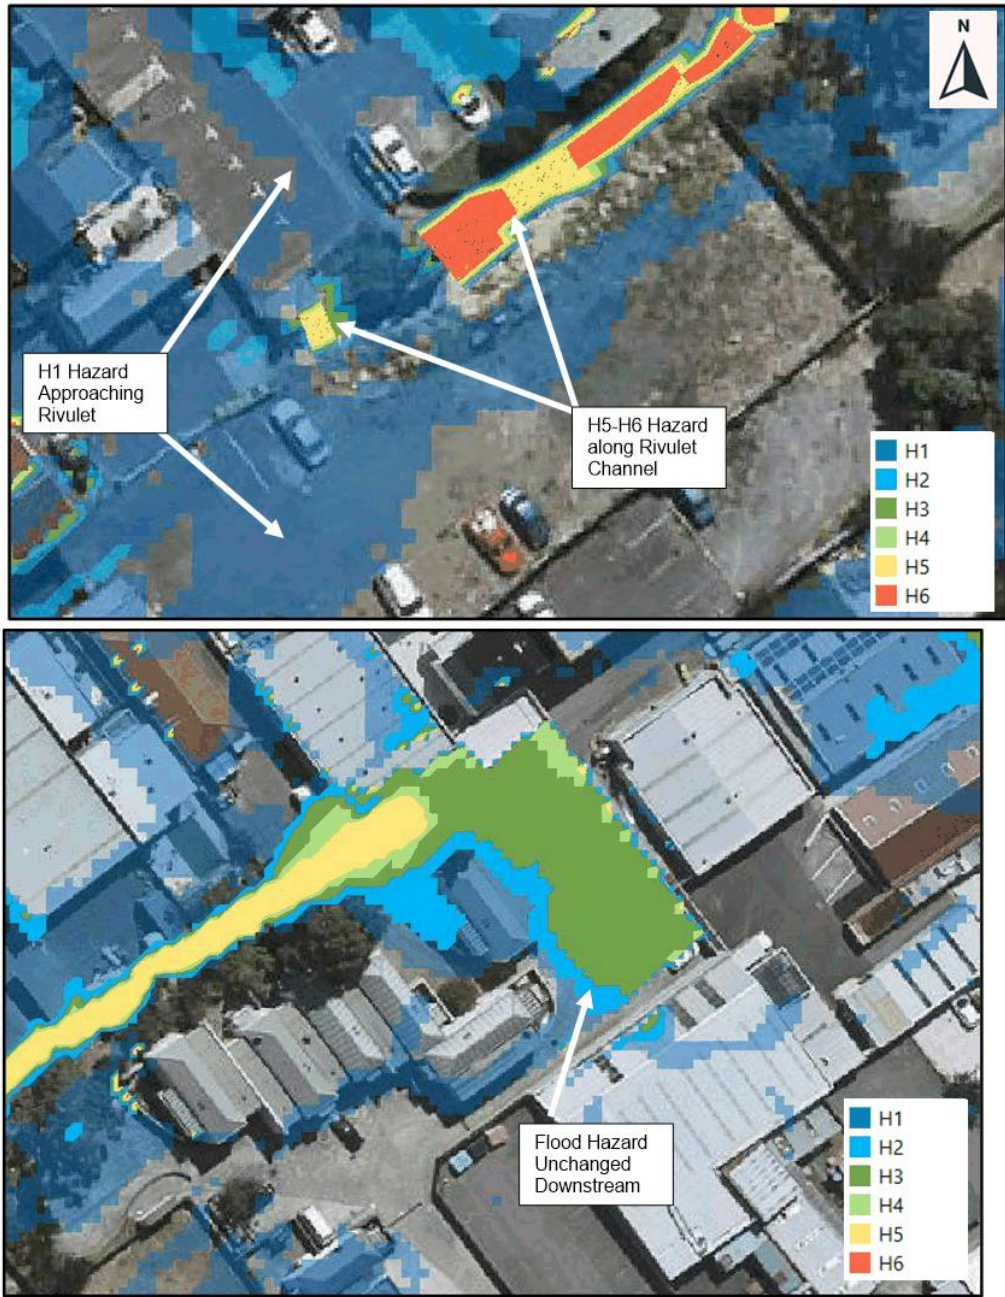 N
H1 Hazard
Approaching
Rivulet
H5-H6 Hazard
along Rivulet
Channel
H1
H2
H3
H4
H5
H6
Flood Hazard
Unchanged
Downstream
H1
H2
H3
H4
H5
H6